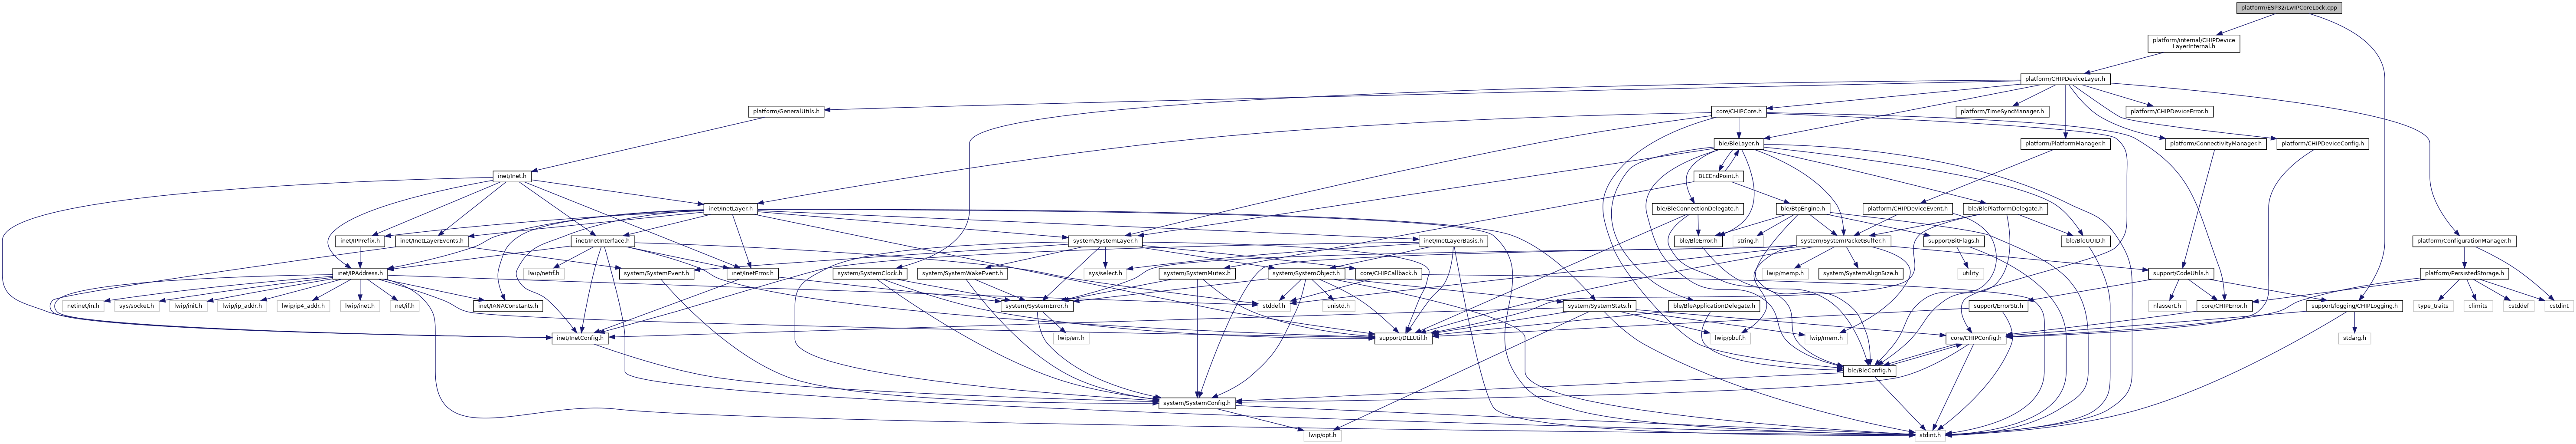 platform/ESP32/LwIPCoreLock.cpp
platform/internal/CHIPDevice
LayerInternal.h
platform/CHIPDeviceLayer.h
platform/GeneralUtils.h
core/CHIPCore.h
platform/TimeSyncManager.h
platform/CHIPDeviceError.h
ble/BleLayer.h
platform/PlatformManager.h
platform/ConnectivityManager.h
platform/CHIPDeviceConfig.h
inet/Inet.h
BLEEndPoint.h
inet/InetLayer.h
ble/BleConnectionDelegate.h
ble/BtpEngine.h
platform/CHIPDeviceEvent.h
ble/BlePlatformDelegate.h
inet/IPPrefix.h
inet/InetLayerEvents.h
inet/InetInterface.h
system/SystemLayer.h
inet/InetLayerBasis.h
ble/BleError.h
string.h
system/SystemPacketBuffer.h
support/BitFlags.h
ble/BleUUID.h
platform/ConfigurationManager.h
inet/IPAddress.h
lwip/netif.h
system/SystemEvent.h
inet/InetError.h
system/SystemClock.h
system/SystemWakeEvent.h
sys/select.h
system/SystemMutex.h
system/SystemObject.h
core/CHIPCallback.h
lwip/memp.h
system/SystemAlignSize.h
utility
support/CodeUtils.h
platform/PersistedStorage.h
netinet/in.h
sys/socket.h
lwip/init.h
lwip/ip_addr.h
lwip/ip4_addr.h
lwip/inet.h
net/if.h
inet/IANAConstants.h
system/SystemError.h
stddef.h
unistd.h
system/SystemStats.h
ble/BleApplicationDelegate.h
support/ErrorStr.h
nlassert.h
core/CHIPError.h
support/logging/CHIPLogging.h
type_traits
climits
cstddef
cstdint
inet/InetConfig.h
lwip/err.h
support/DLLUtil.h
lwip/pbuf.h
lwip/mem.h
core/CHIPConfig.h
stdarg.h
ble/BleConfig.h
system/SystemConfig.h
lwip/opt.h
stdint.h